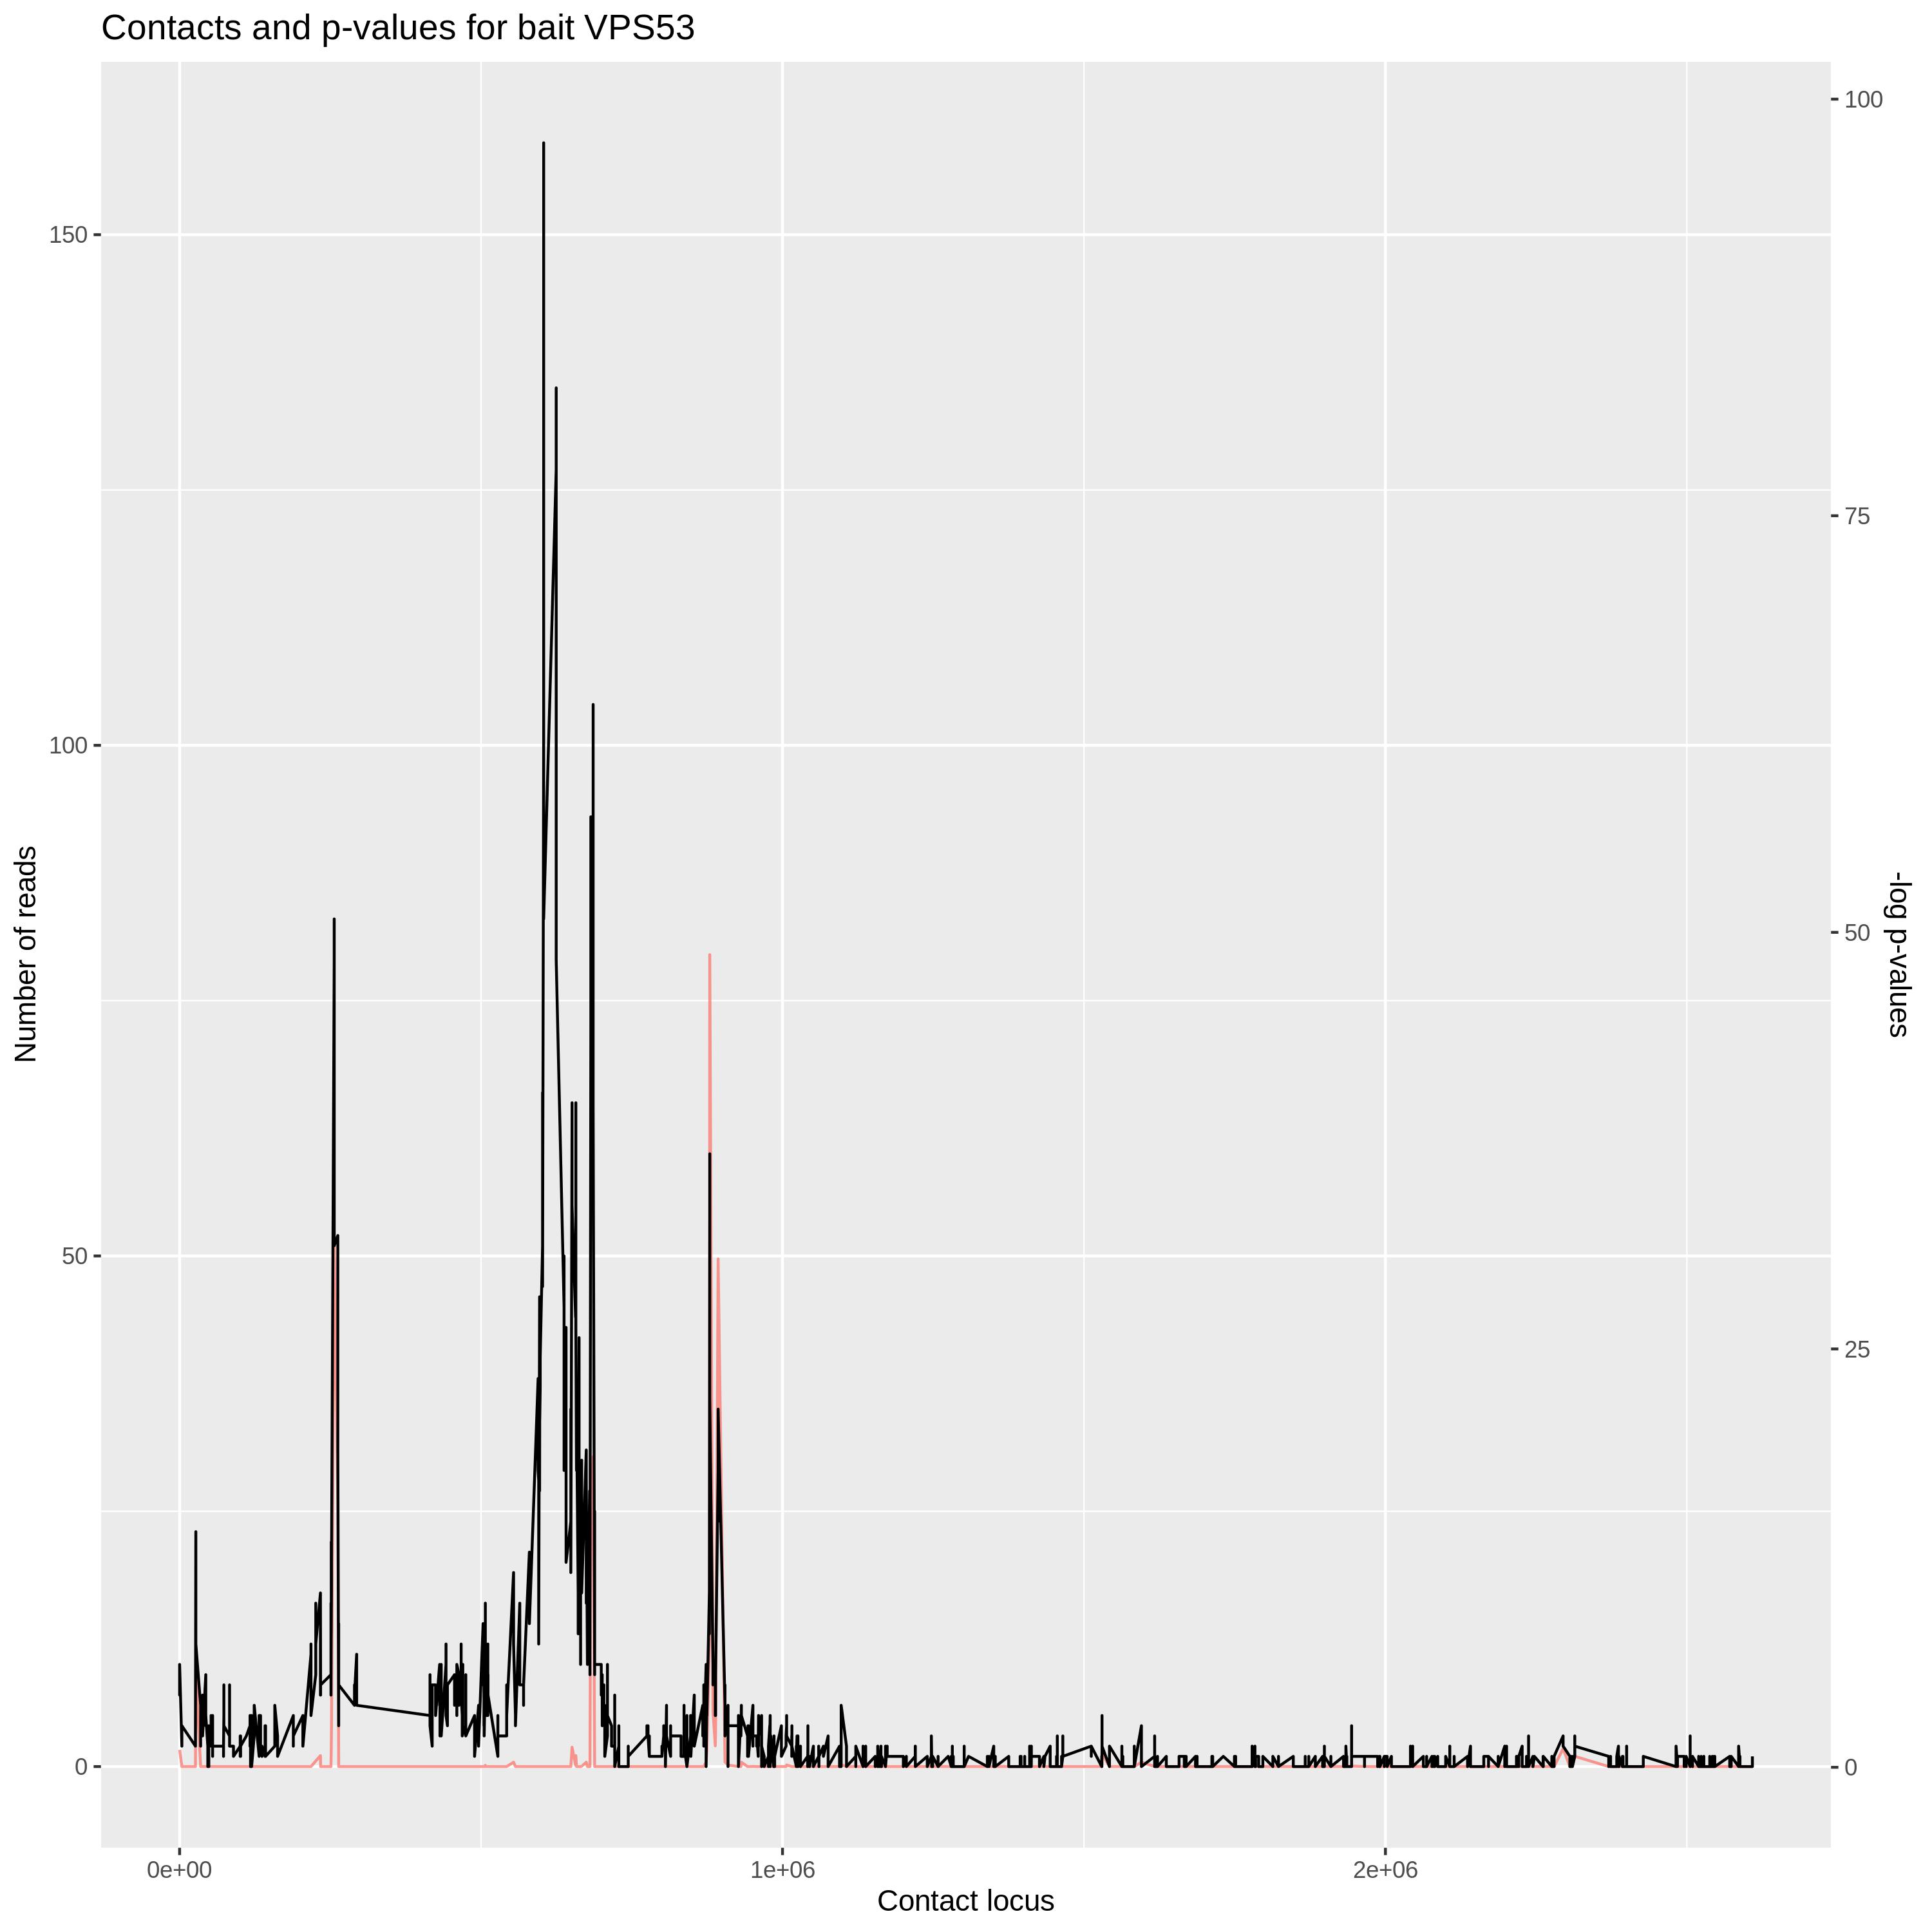 Contacts and p-values for bait VPS53
150
100
50
0
Number of reads
100
75
50
25
0
-log p-values
0e+00
1e+06
2e+06
Contact locus